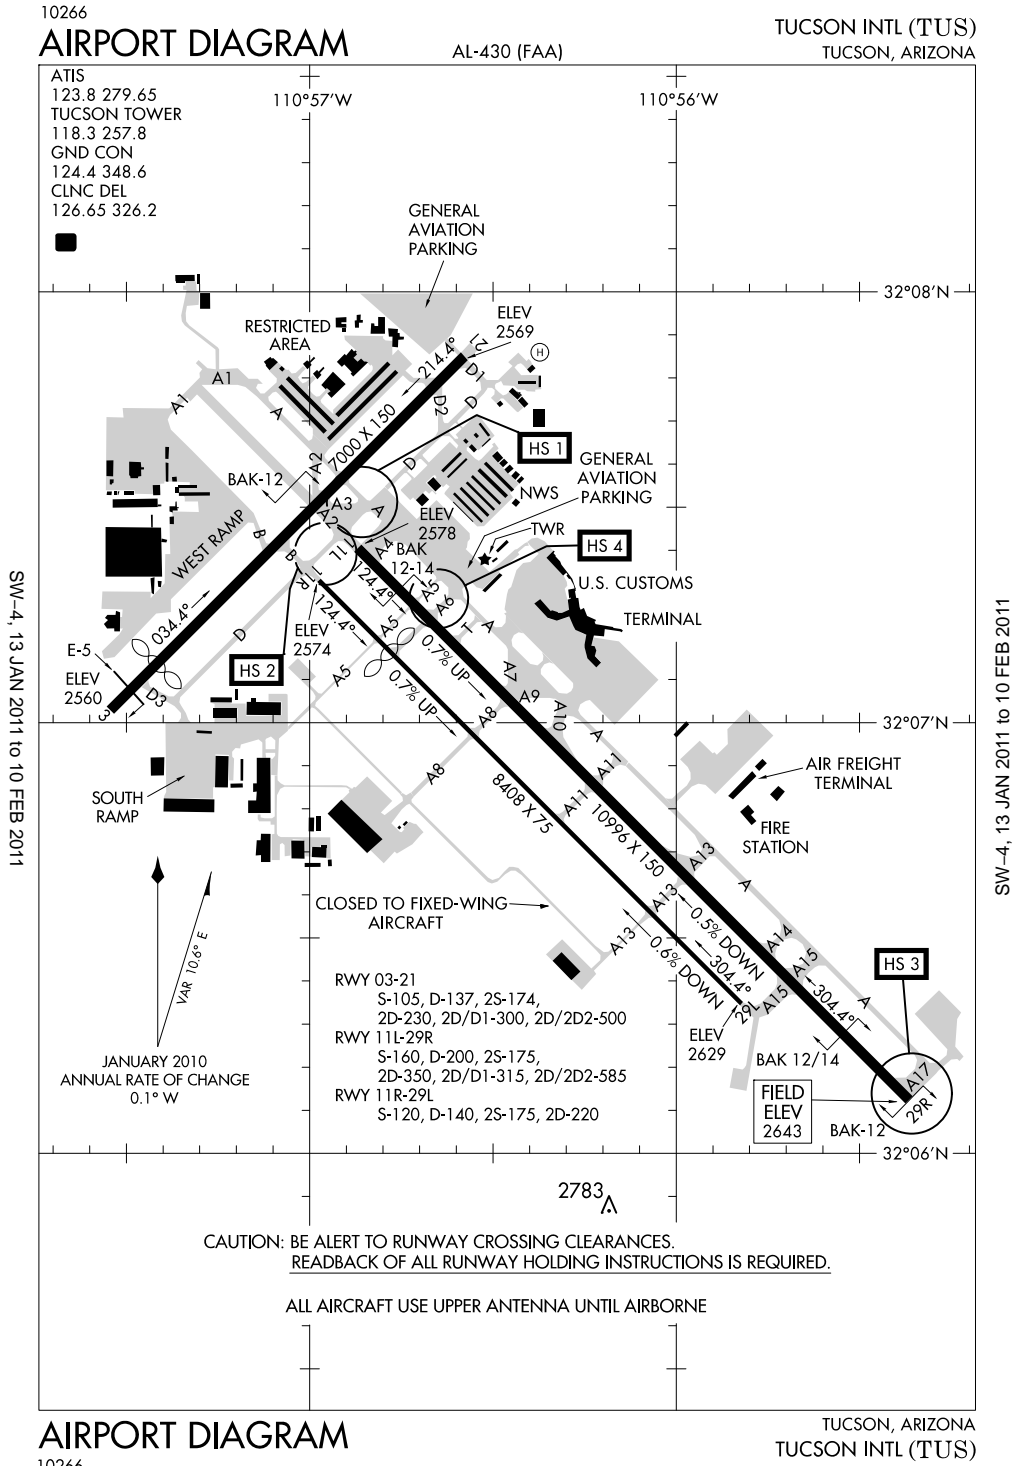 10266
AIRPORT DIAGRAM
AL-430 (FAA)
TUCSON INTL (TUS)
TUCSON, ARIZONA
ATIS
123.8 279.65
TUCSON TOWER
118.3 257.8
GND CON
124.4 348.6
CLNC DEL
126.65 326.2
110°57'W
110°56'W
GENERAL
AVIATION
PARKING
32°08'N
RESTRICTED
AREA
ELEV
2569
21
H
214.4°
D1
A1
A1
A
D
D2
7000 X 150
HS 1
A2
BAK-12
D
GENERAL
AVIATION
PARKING
NWS
A3
A2
A
ELEV
2578
TWR
HS 4
WEST RAMP
B
B
11L
A4
BAK
12-14
11R
124.4°
A5
A6
U.S. CUSTOMS
TERMINAL
034.4°
D
124.4°
A5
T
A
E-5
ELEV
2574
0.7% UP
HS 2
ELEV
2560
D3
3
A5
0.7% UP
A7
A9
A8
A10
A
32°07'N
A8
A11
A11
8408 X 75
10996 X 150
AIR FREIGHT
TERMINAL
SOUTH
RAMP
FIRE
STATION
A13
A
A13
CLOSED TO FIXED-WING
AIRCRAFT
0.5% DOWN
A13
0.6% DOWN
304.4°
A14
A15
HS 3
VAR 10.6° E
RWY 03-21
S-105, D-137, 2S-174,
2D-230, 2D/D1-300, 2D/2D2-500
RWY 11L-29R
S-160, D-200, 2S-175,
2D-350, 2D/D1-315, 2D/2D2-585
RWY 11R-29L
S-120, D-140, 2S-175, 2D-220
29L
A15
304.4°
A
ELEV
2629
BAK 12/14
JANUARY 2010
ANNUAL RATE OF CHANGE
0.1° W
A17
29R
FIELD
ELEV
2643
BAK-12
32°06'N
2783
CAUTION: BE ALERT TO RUNWAY CROSSING CLEARANCES.
READBACK OF ALL RUNWAY HOLDING INSTRUCTIONS IS REQUIRED.
ALL AIRCRAFT USE UPPER ANTENNA UNTIL AIRBORNE
SW-4, 13 JAN 2011 to 10 FEB 2011
SW-4, 13 JAN 2011 to 10 FEB 2011
AIRPORT DIAGRAM
10266
TUCSON, ARIZONA
TUCSON INTL (TUS)